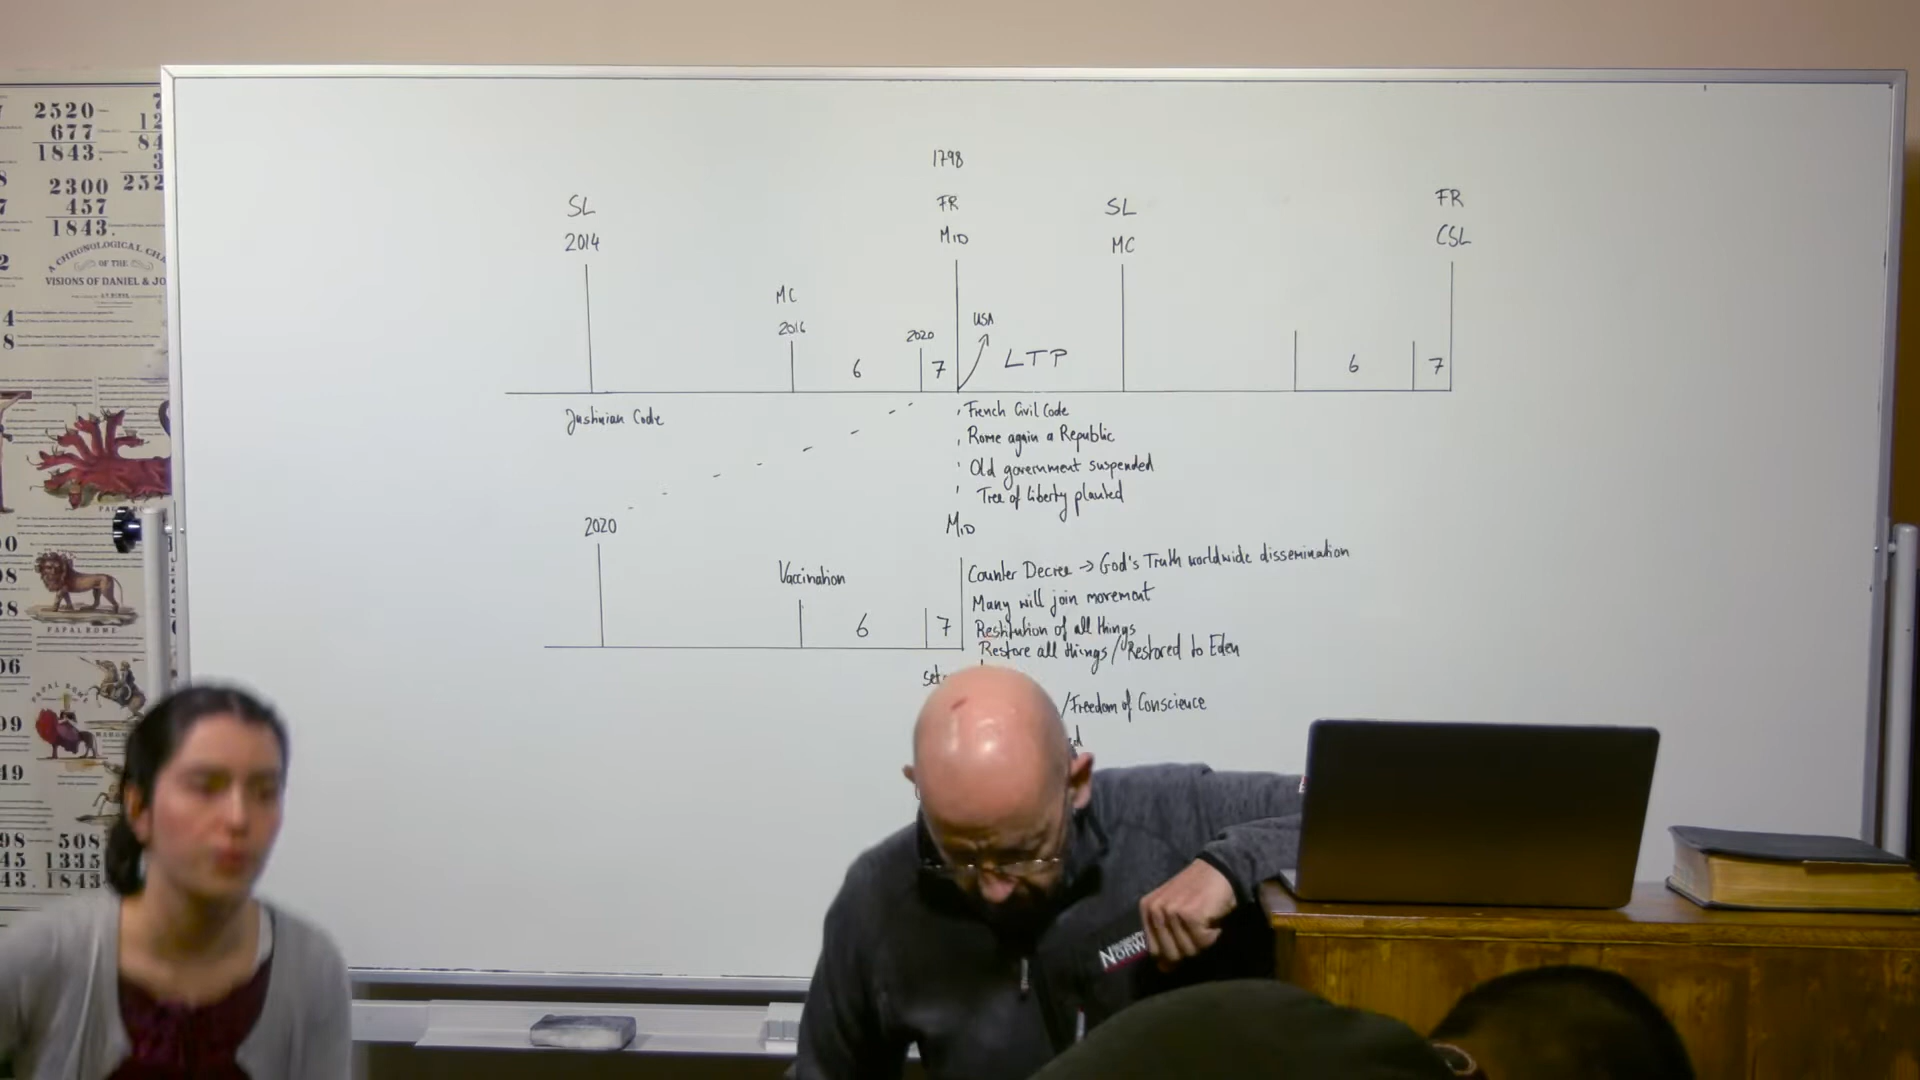 2520
677
1843.
2300
457
1843.
252
A CHRONOLOGICAL CHA
OF THE
VISIONS OF DANIEL & JO
PAPAL ROME
508
1335
1843
1798
SL
FR
SL
FR
2014
MID
MC
CSL
MC
USA
2016
2020
6
7
LTP
6
7
Justinian Code
French Civil Code
Rome again a Republic
Old government suspended
Tree of liberty planted
2020
MID
Vaccination
Counter Decree → God's Truth worldwide dissemination
Many will join movement
6
7
Restitution of all things
Restore all things / Restored to Eden
set
/Freedom of Conscience
NORW